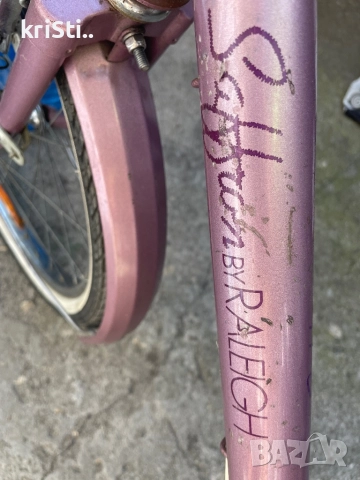 kriSti..
Saffron
BY RALEIGH
BAZAR